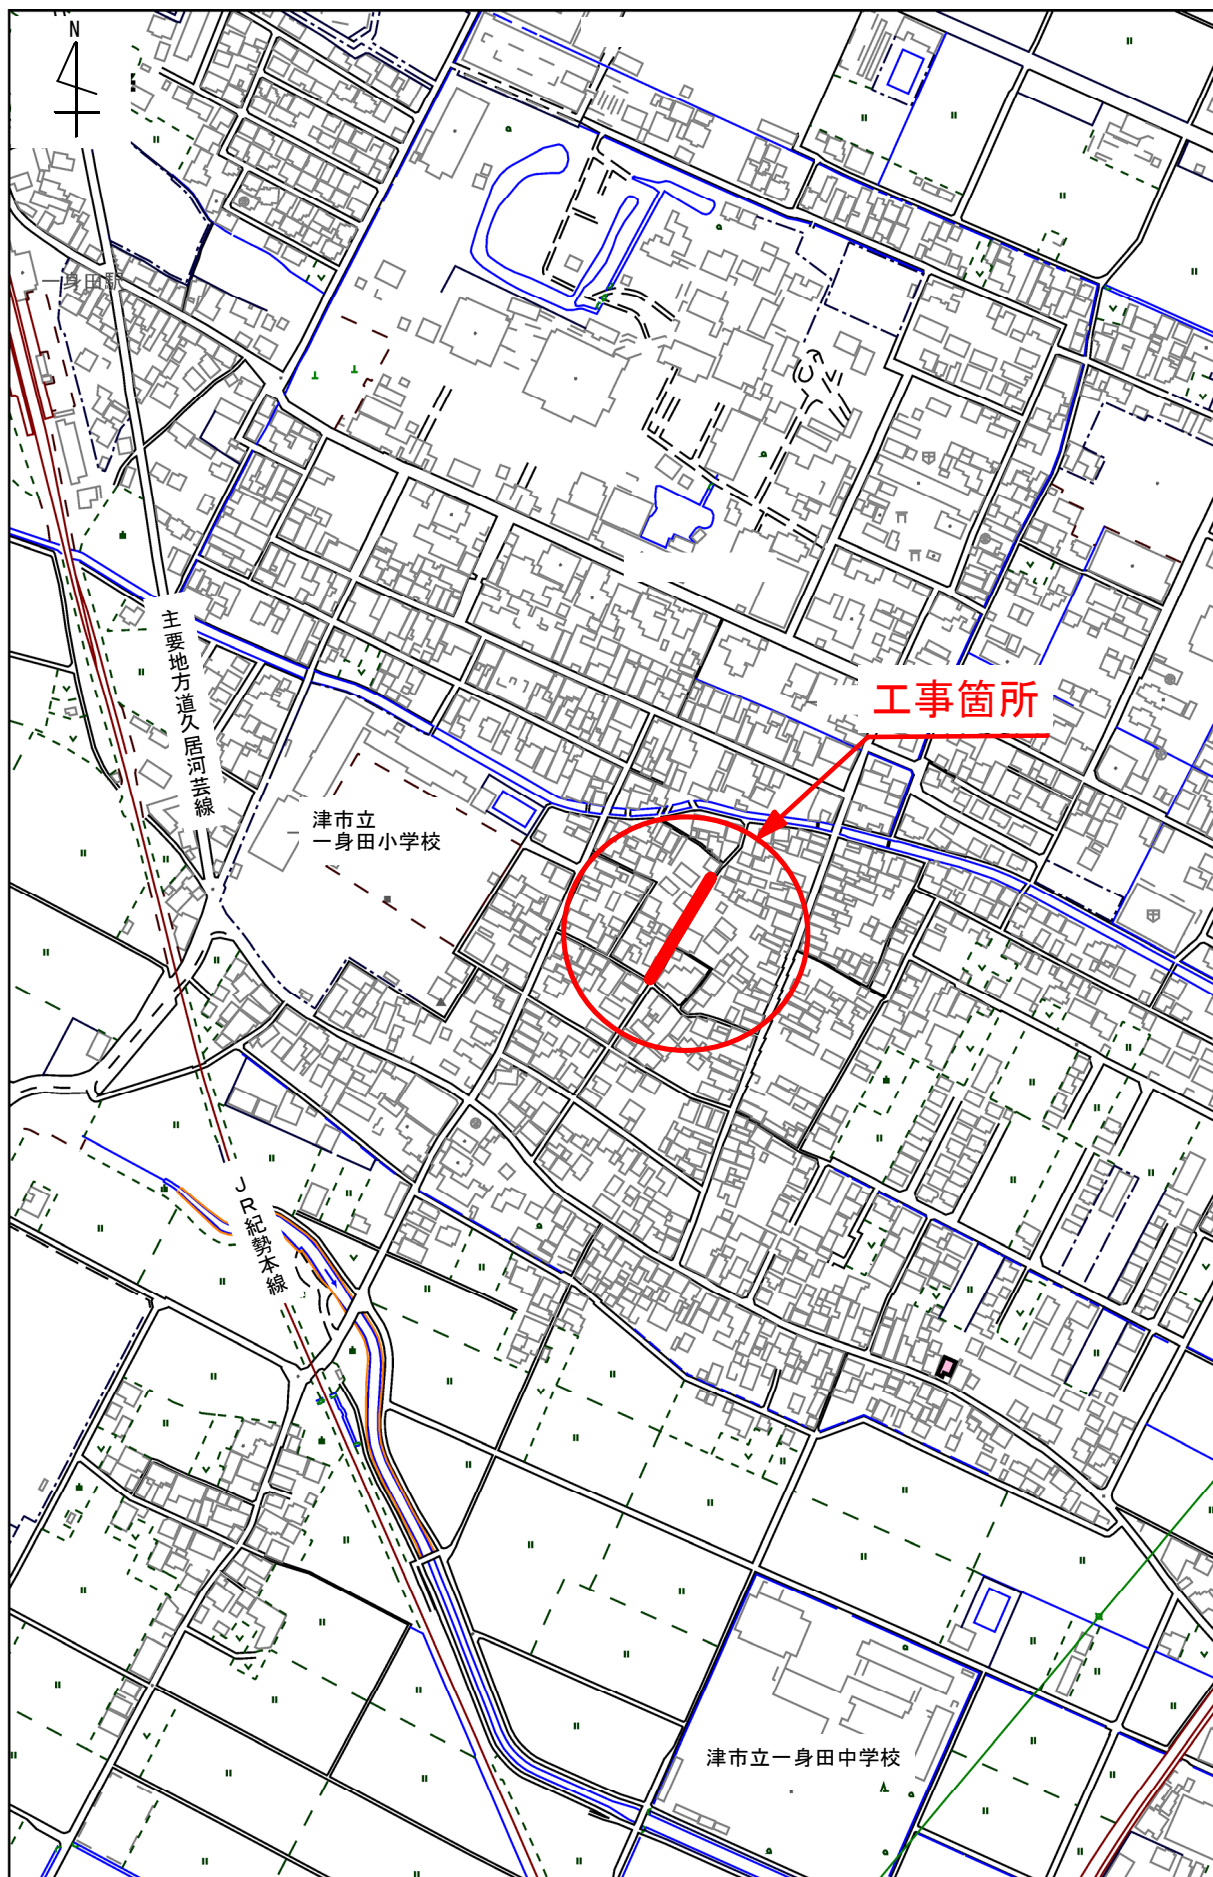 N
一身田駅
主要地方道久居河芸線
工事箇所
津市立
一身田小学校
JR紀勢本線
津市立一身田中学校